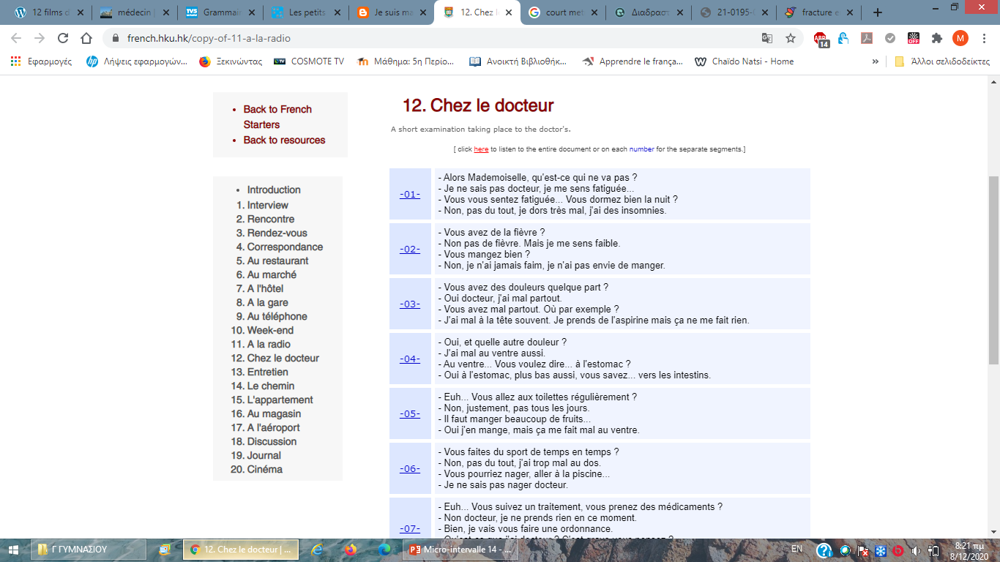 12 films d
médecin
Grammair
Les petits
Je suis ma
12. Chez l
court met
Διαδραστ
21-0195-
fracture e
french.hku.hk/copy-of-11-a-la-radio
ABP
14
OFF
M
Εφαρμογές
Λήψεις εφαρμογών...
Ξεκινώντας
COSMOTE TV
Μάθημα: 5η Περίο...
Ανοικτή Βιβλιοθήκ...
Apprendre le frança...
Chaïdo Natsi - Home
»
Άλλοι σελιδοδείκτες
• Back to French
Starters
• Back to resources
• Introduction
1. Interview
2. Rencontre
3. Rendez-vous
4. Correspondance
5. Au restaurant
6. Au marché
7. A l'hôtel
8. A la gare
9. Au téléphone
10. Week-end
11. A la radio
12. Chez le docteur
13. Entretien
14. Le chemin
15. L'appartement
16. Au magasin
17. A l'aéroport
18. Discussion
19. Journal
20. Cinéma
12. Chez le docteur
A short examination taking place to the doctor's.
[ click here to listen to the entire document or on each number for the separate segments.]
-01-
- Alors Mademoiselle, qu'est-ce qui ne va pas ?
- Je ne sais pas docteur, je me sens fatiguée...
- Vous vous sentez fatiguée... Vous dormez bien la nuit ?
- Non, pas du tout, je dors très mal, j'ai des insomnies.
-02-
- Vous avez de la fièvre ?
- Non pas de fièvre. Mais je me sens faible.
- Vous mangez bien ?
- Non, je n'ai jamais faim, je n'ai pas envie de manger.
-03-
- Vous avez des douleurs quelque part ?
- Oui docteur, j'ai mal partout.
- Vous avez mal partout. Où par exemple ?
- J'ai mal à la tête souvent. Je prends de l'aspirine mais ça ne me fait rien.
-04-
- Oui, et quelle autre douleur ?
- J'ai mal au ventre aussi.
- Au ventre... Vous voulez dire... à l'estomac ?
- Oui à l'estomac, plus bas aussi, vous savez... vers les intestins.
-05-
- Euh... Vous allez aux toilettes régulièrement ?
- Non, justement, pas tous les jours.
- Il faut manger beaucoup de fruits...
- Oui j'en mange, mais ça me fait mal au ventre.
-06-
- Vous faites du sport de temps en temps ?
- Non, pas du tout, j'ai trop mal au dos.
- Vous pourriez nager, aller à la piscine...
- Je ne sais pas nager docteur.
-07-
- Euh... Vous suivez un traitement, vous prenez des médicaments ?
- Non docteur, je ne prends rien en ce moment.
- Bien, je vais vous faire une ordonnance.
- Qu'est-ce que j'ai docteur ? C'est grave vous pensez ?
Γ ΓΥΜΝΑΣΙΟΥ
12. Chez le docteur | ...
Micro-intervalle 14 - ...
EN
8:21 πμ
8/12/2020